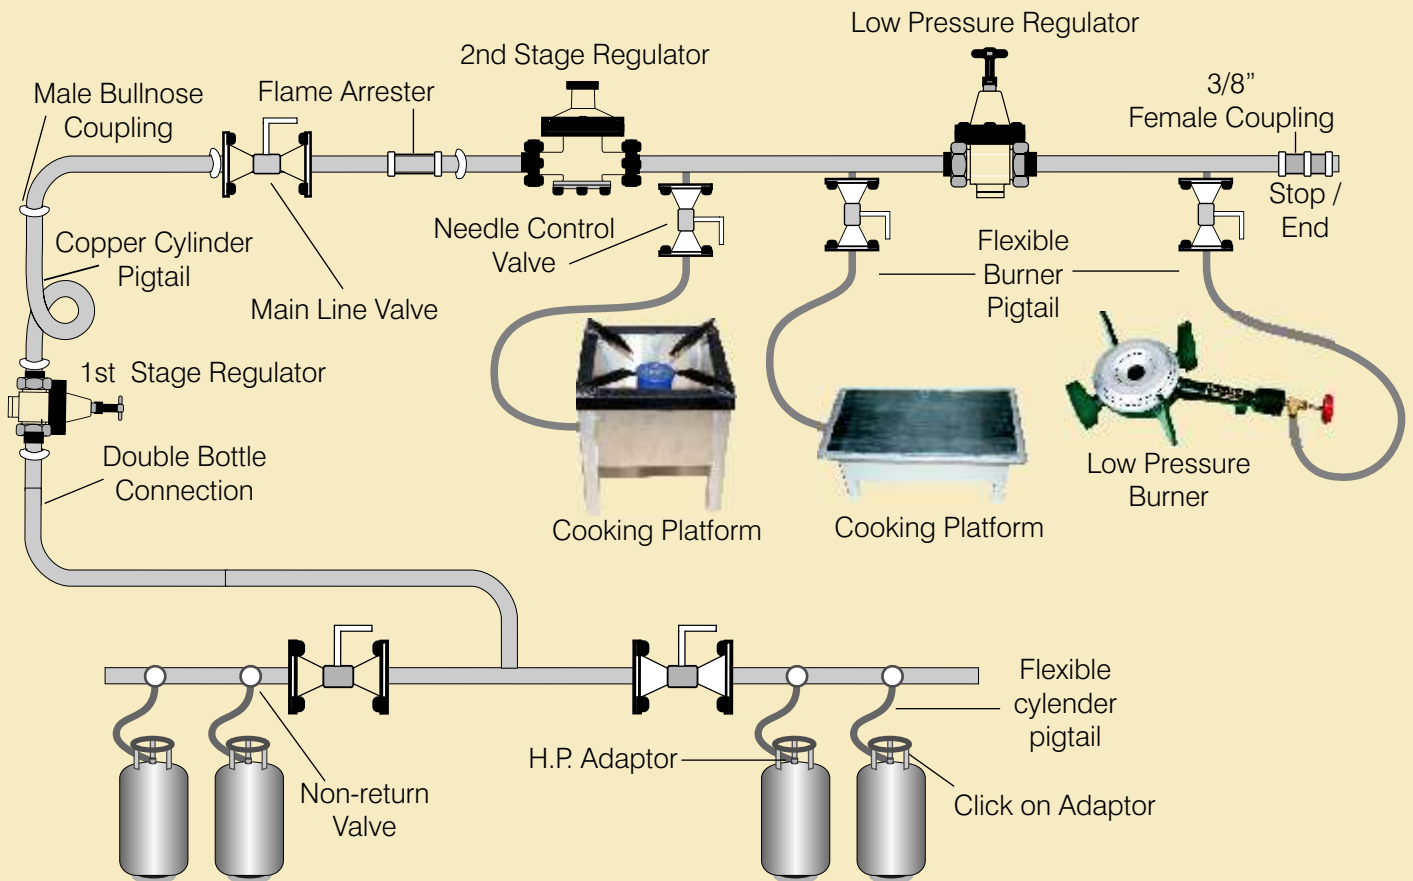 Low Pressure Regulator
2nd Stage Regulator
Male Bullnose
Coupling
Flame Arrester
3/8”
Female Coupling
Needle Control
Valve
Flexible
Burner
Pigtail
Stop /
End
Copper Cylinder
Pigtail
Main Line Valve
1st Stage Regulator
Double Bottle
Connection
Low Pressure
Burner
Cooking Platform
Cooking Platform
Flexible
cylender
pigtail
H.P. Adaptor
Non-return
Valve
Click on Adaptor